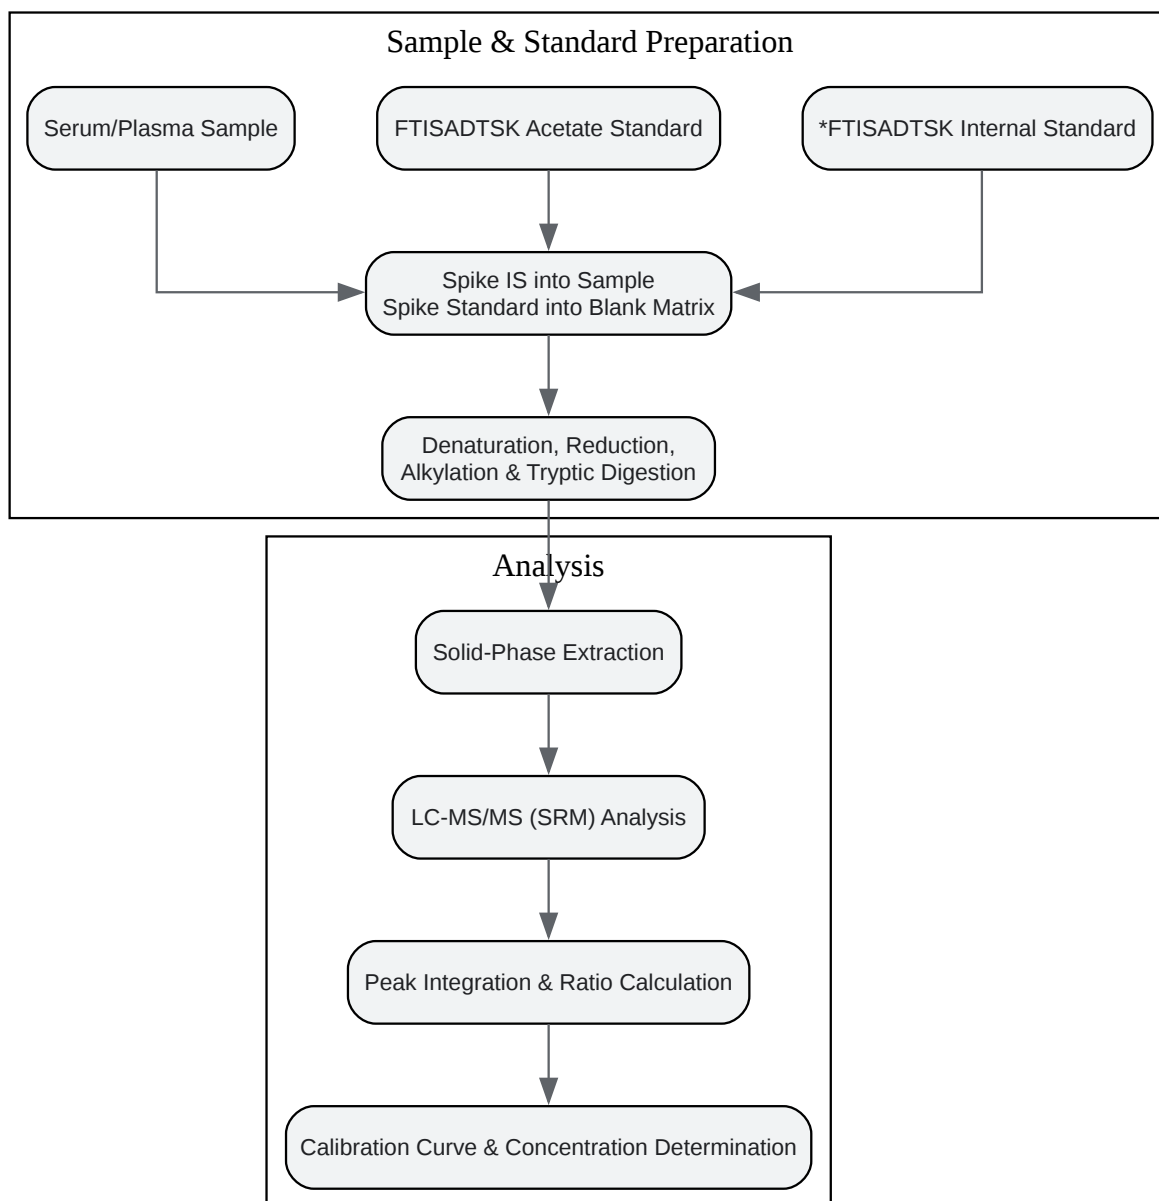 Sample & Standard Preparation
Serum/Plasma Sample
FTISADTSK Acetate Standard
*FTISADTSK Internal Standard
Spike IS into Sample
Spike Standard into Blank Matrix
Denaturation, Reduction,
Alkylation & Tryptic Digestion
Analysis
Solid-Phase Extraction
LC-MS/MS (SRM) Analysis
Peak Integration & Ratio Calculation
Calibration Curve & Concentration Determination